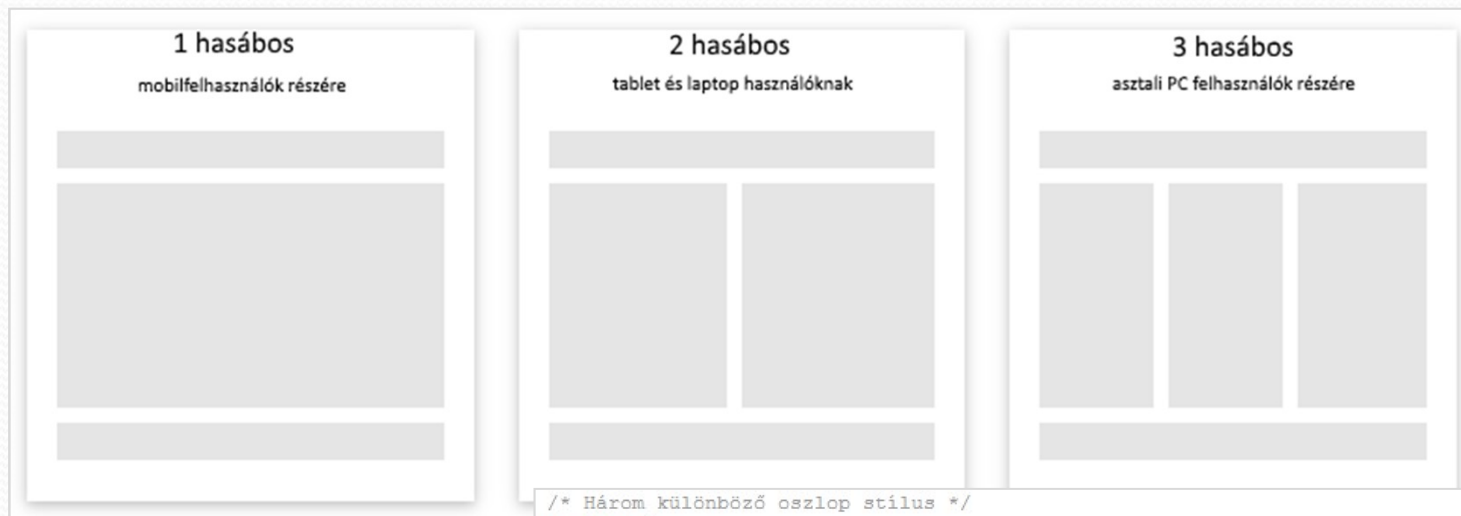 1 hasábos
mobilfelhasználók részére
2 hasábos
tablet és laptop használóknak
3 hasábos
asztali PC felhasználók részére
/* Három különböző oszlop stílus */